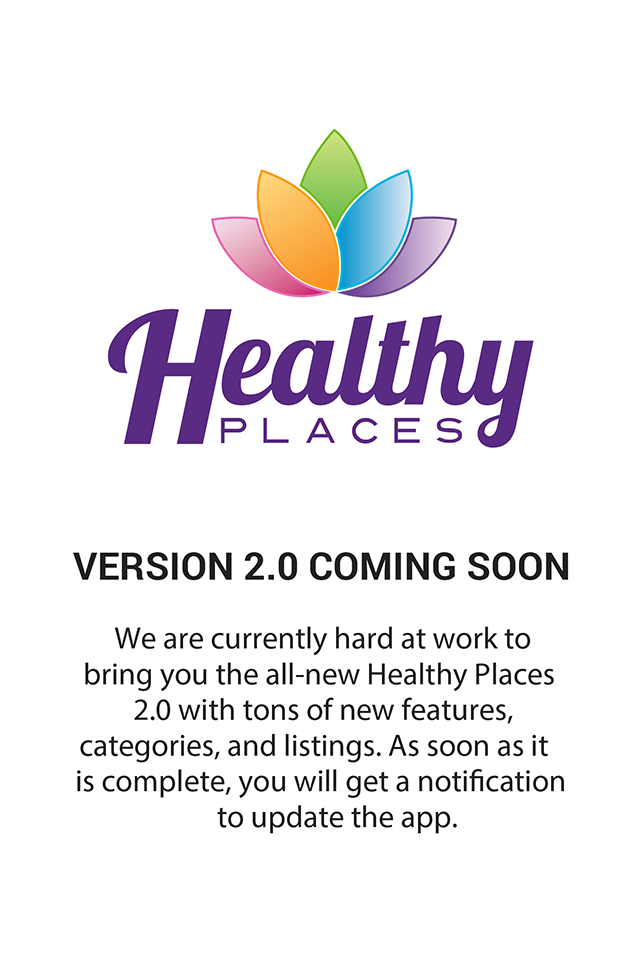 Healthy
PLACES
VERSION 2.0 COMING SOON
We are currently hard at work to
bring you the all-new Healthy Places
2.0 with tons of new features,
categories, and listings. As soon as it
is complete, you will get a notification
to update the app.